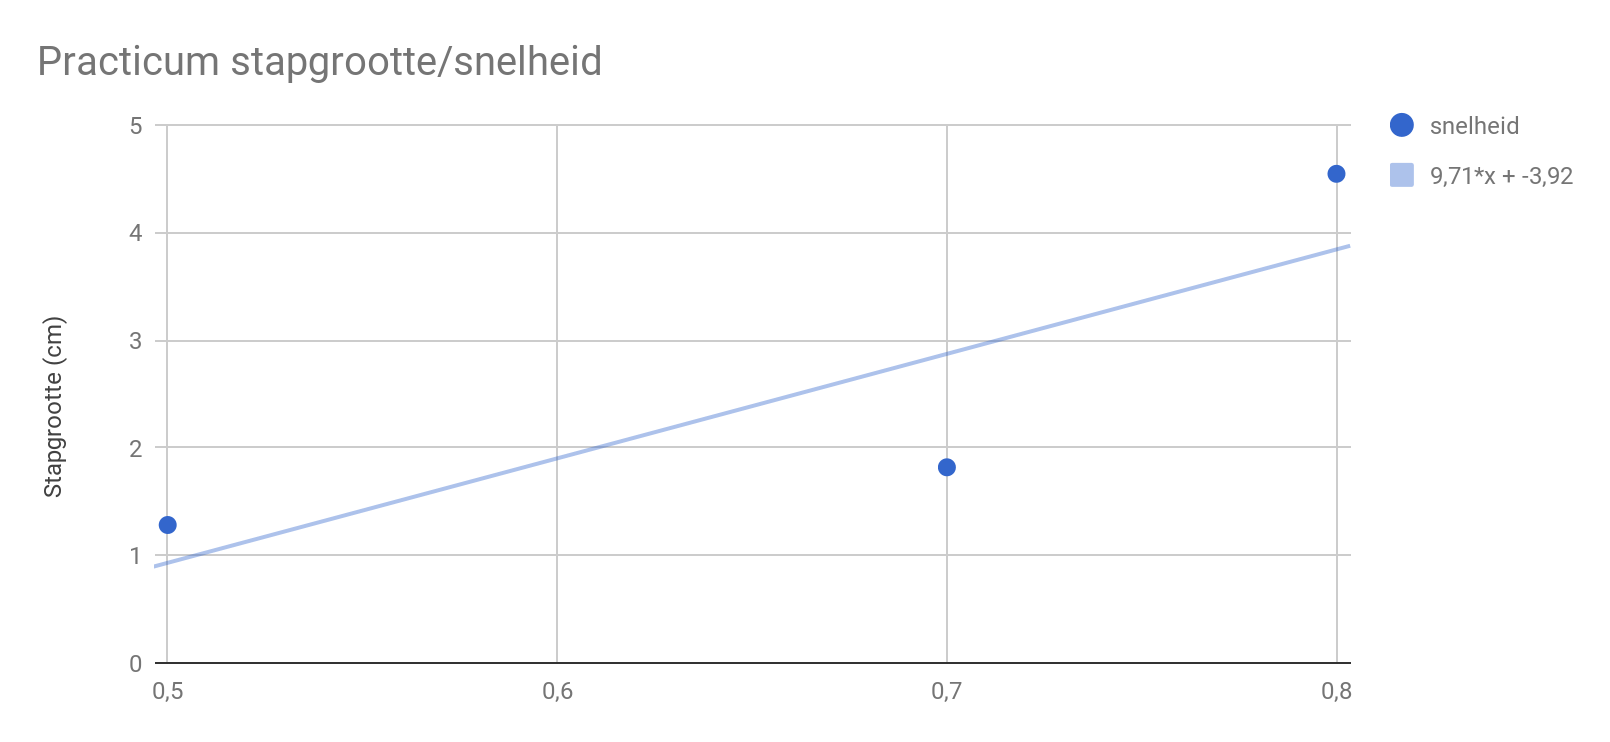 Practicum stapgrootte/snelheid
snelheid
9,71*x + -3,92
Stapgrootte (cm)
5
4
3
2
1
0
0,5 0,6 0,7 0,8